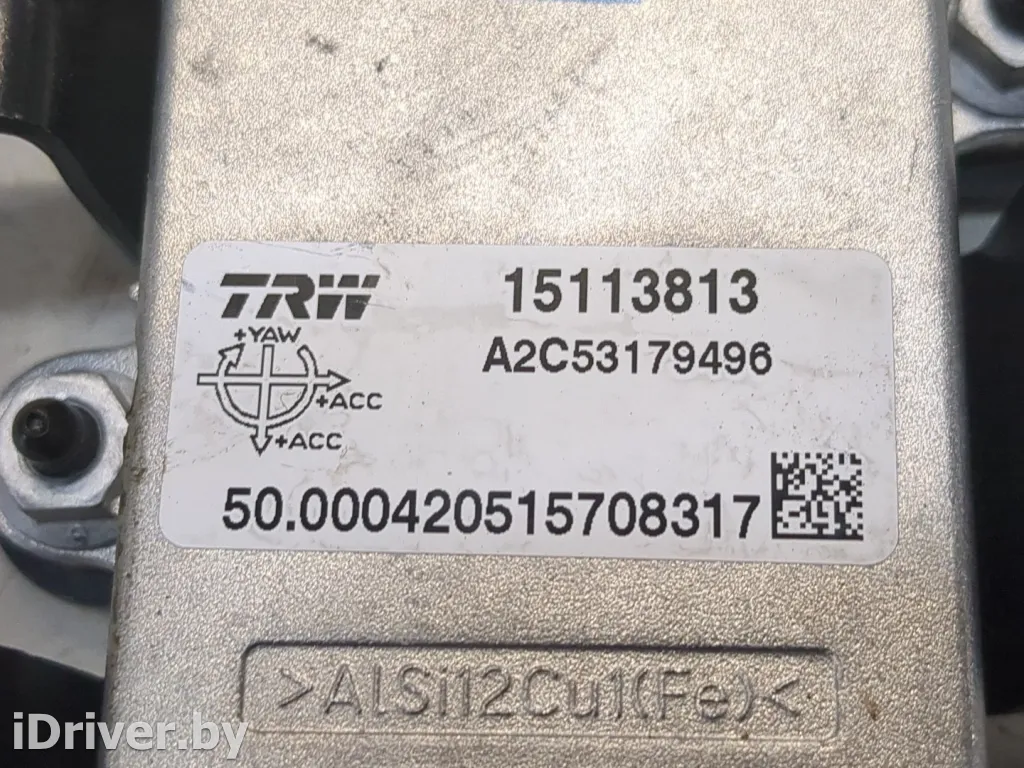 TRW 15113813
+YAW
A2C53179496
+ACC
+ACC
50.000420515708317
>AlSi12Cu1(Fe)<
iDriver.by